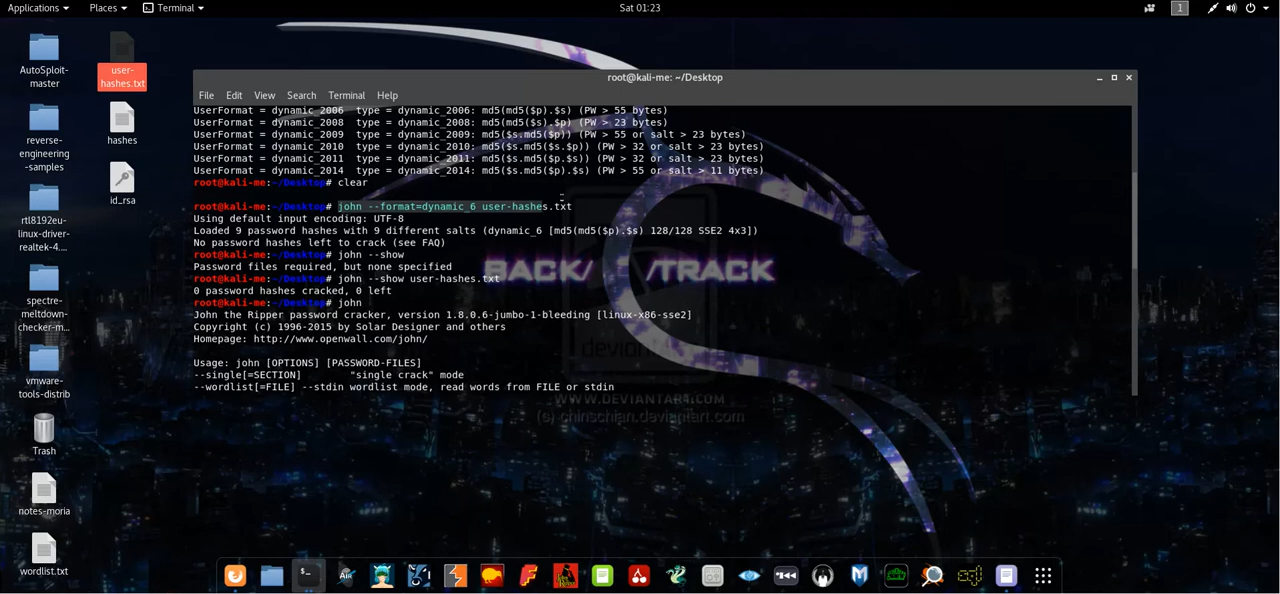 Applications Places Terminal Sat 01:23 1
AutoSploit-
master
user-
hashes.txt
reverse-
engineering
-samples
hashes
rtl8192eu-
linux-driver-
realtek-4....
id_rsa
spectre-
meltdown-
checker-m...
vmware-
tools-distrib
Trash
notes-moria
wordlist.txt
root@kali-me: ~/Desktop
File Edit View Search Terminal Help
UserFormat = dynamic_2006  type = dynamic_2006: md5(md5($p).$s) (PW > 55 bytes)
UserFormat = dynamic_2008  type = dynamic_2008: md5(md5($s).$p) (PW > 23 bytes)
UserFormat = dynamic_2009  type = dynamic_2009: md5($s.md5($p)) (PW > 55 or salt > 23 bytes)
UserFormat = dynamic_2010  type = dynamic_2010: md5($s.md5($s.$p)) (PW > 32 or salt > 23 bytes)
UserFormat = dynamic_2011  type = dynamic_2011: md5($s.md5($p.$s)) (PW > 32 or salt > 23 bytes)
UserFormat = dynamic_2014  type = dynamic_2014: md5($s.md5($p).$s) (PW > 55 or salt > 11 bytes)
root@kali-me:~/Desktop# clear
root@kali-me:~/Desktop# john --format=dynamic_6 user-hashes.txt
Using default input encoding: UTF-8
Loaded 9 password hashes with 9 different salts (dynamic_6 [md5(md5($p).$s) 128/128 SSE2 4x3])
No password hashes left to crack (see FAQ)
root@kali-me:~/Desktop# john --show
Password files required, but none specified
root@kali-me:~/Desktop# john --show user-hashes.txt
0 password hashes cracked, 0 left
root@kali-me:~/Desktop# john
John the Ripper password cracker, version 1.8.0.6-jumbo-1-bleeding [linux-x86-sse2]
Copyright (c) 1996-2015 by Solar Designer and others
Homepage: http://www.openwall.com/john/
Usage: john [OPTIONS] [PASSWORD-FILES]
--single[=SECTION]        "single crack" mode
--wordlist[=FILE] --stdin wordlist mode, read words from FILE or stdin
BACK/ /TRACK
WWW.DEVIANTART.COM